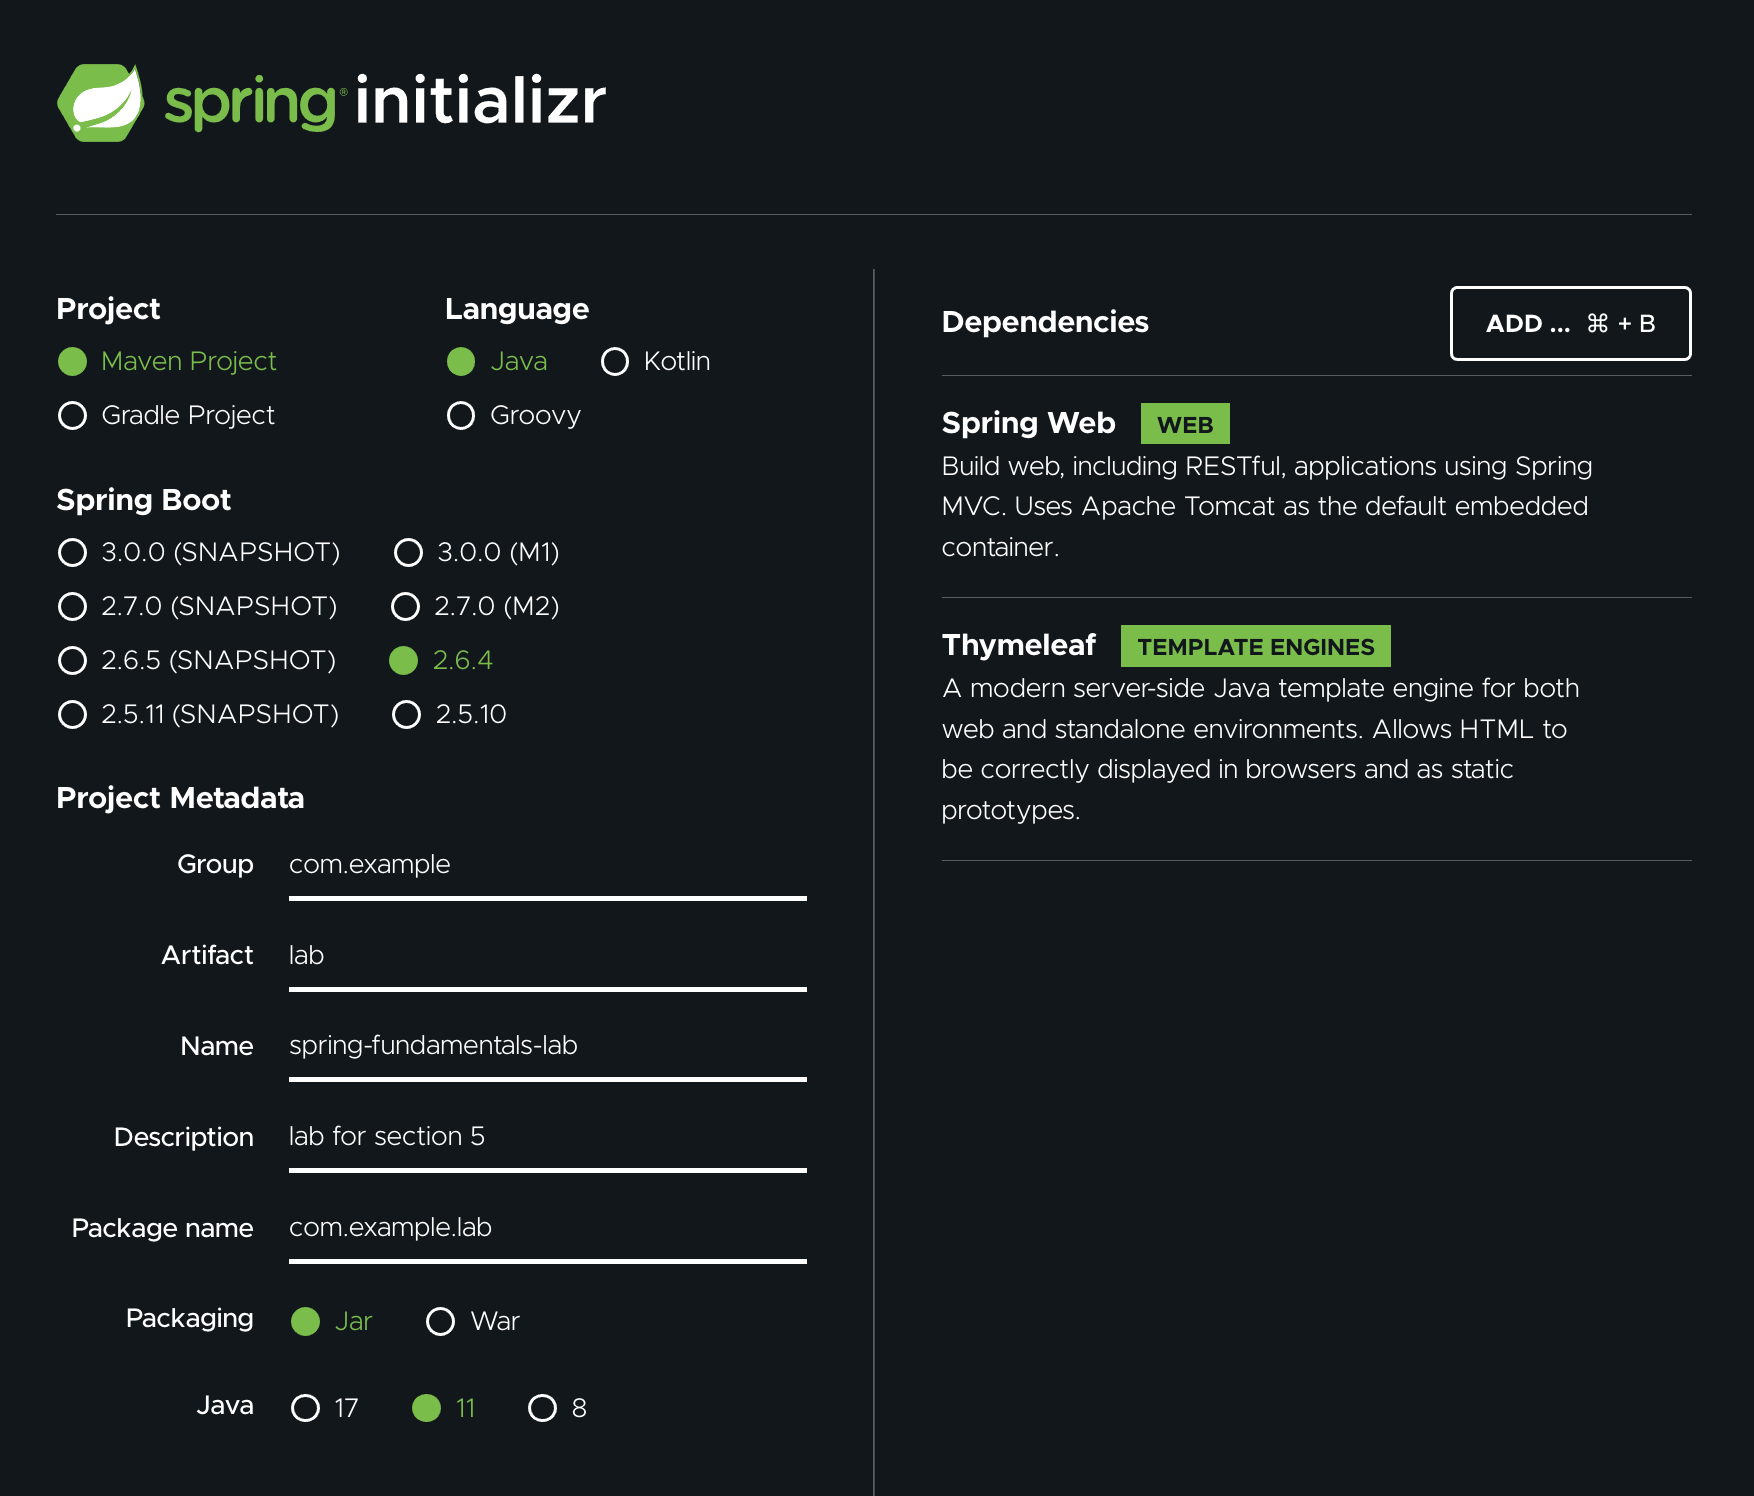 spring® initializr
Project
Maven Project
Gradle Project
Language
Java Kotlin
Groovy
Spring Boot
3.0.0 (SNAPSHOT) 3.0.0 (M1)
2.7.0 (SNAPSHOT) 2.7.0 (M2)
2.6.5 (SNAPSHOT) 2.6.4
2.5.11 (SNAPSHOT) 2.5.10
Project Metadata
Group com.example
Artifact lab
Name spring-fundamentals-lab
Description lab for section 5
Package name com.example.lab
Packaging Jar War
Java 17 11 8
Dependencies ADD ... ⌘ + B
Spring Web WEB
Build web, including RESTful, applications using Spring
MVC. Uses Apache Tomcat as the default embedded
container.
Thymeleaf TEMPLATE ENGINES
A modern server-side Java template engine for both
web and standalone environments. Allows HTML to
be correctly displayed in browsers and as static
prototypes.